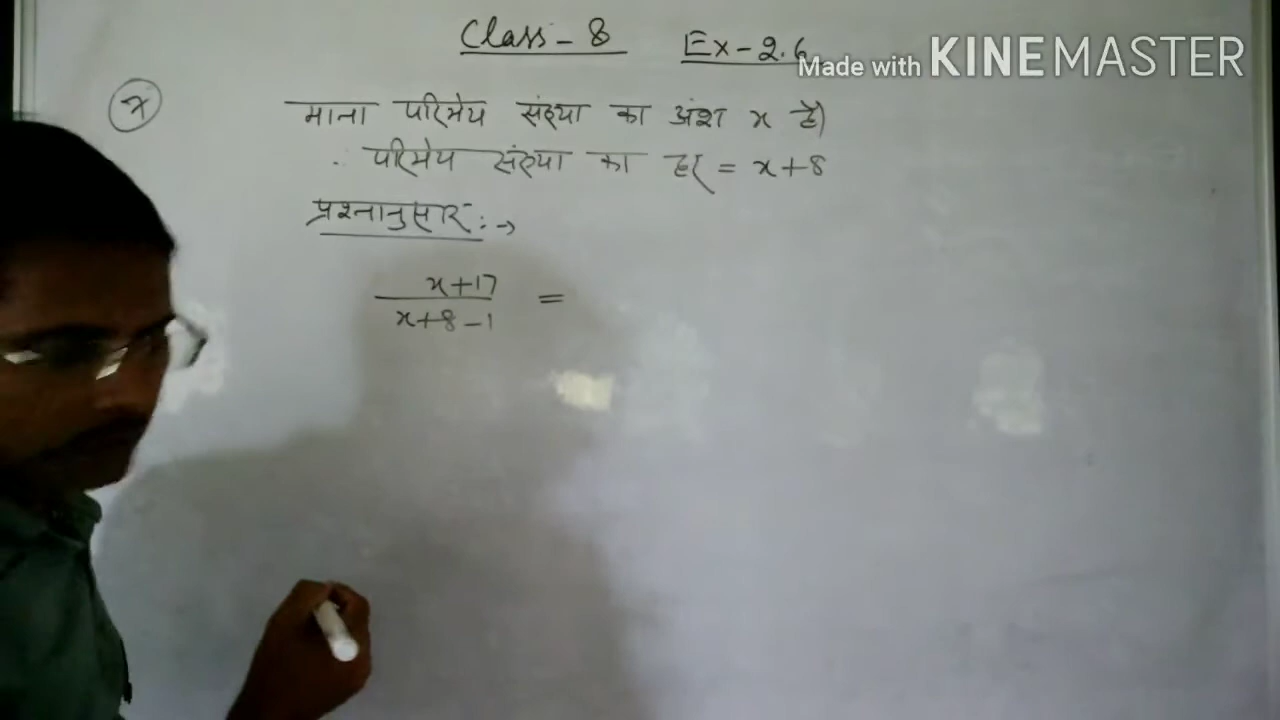 Class - 8 Ex - 2.6
Made with KINEMASTER
माना परिमेय संख्या का अंश x है।
∴ परिमेय संख्या का हर = x+8
प्रश्नानुसार :→
x+17 =
x+8-1